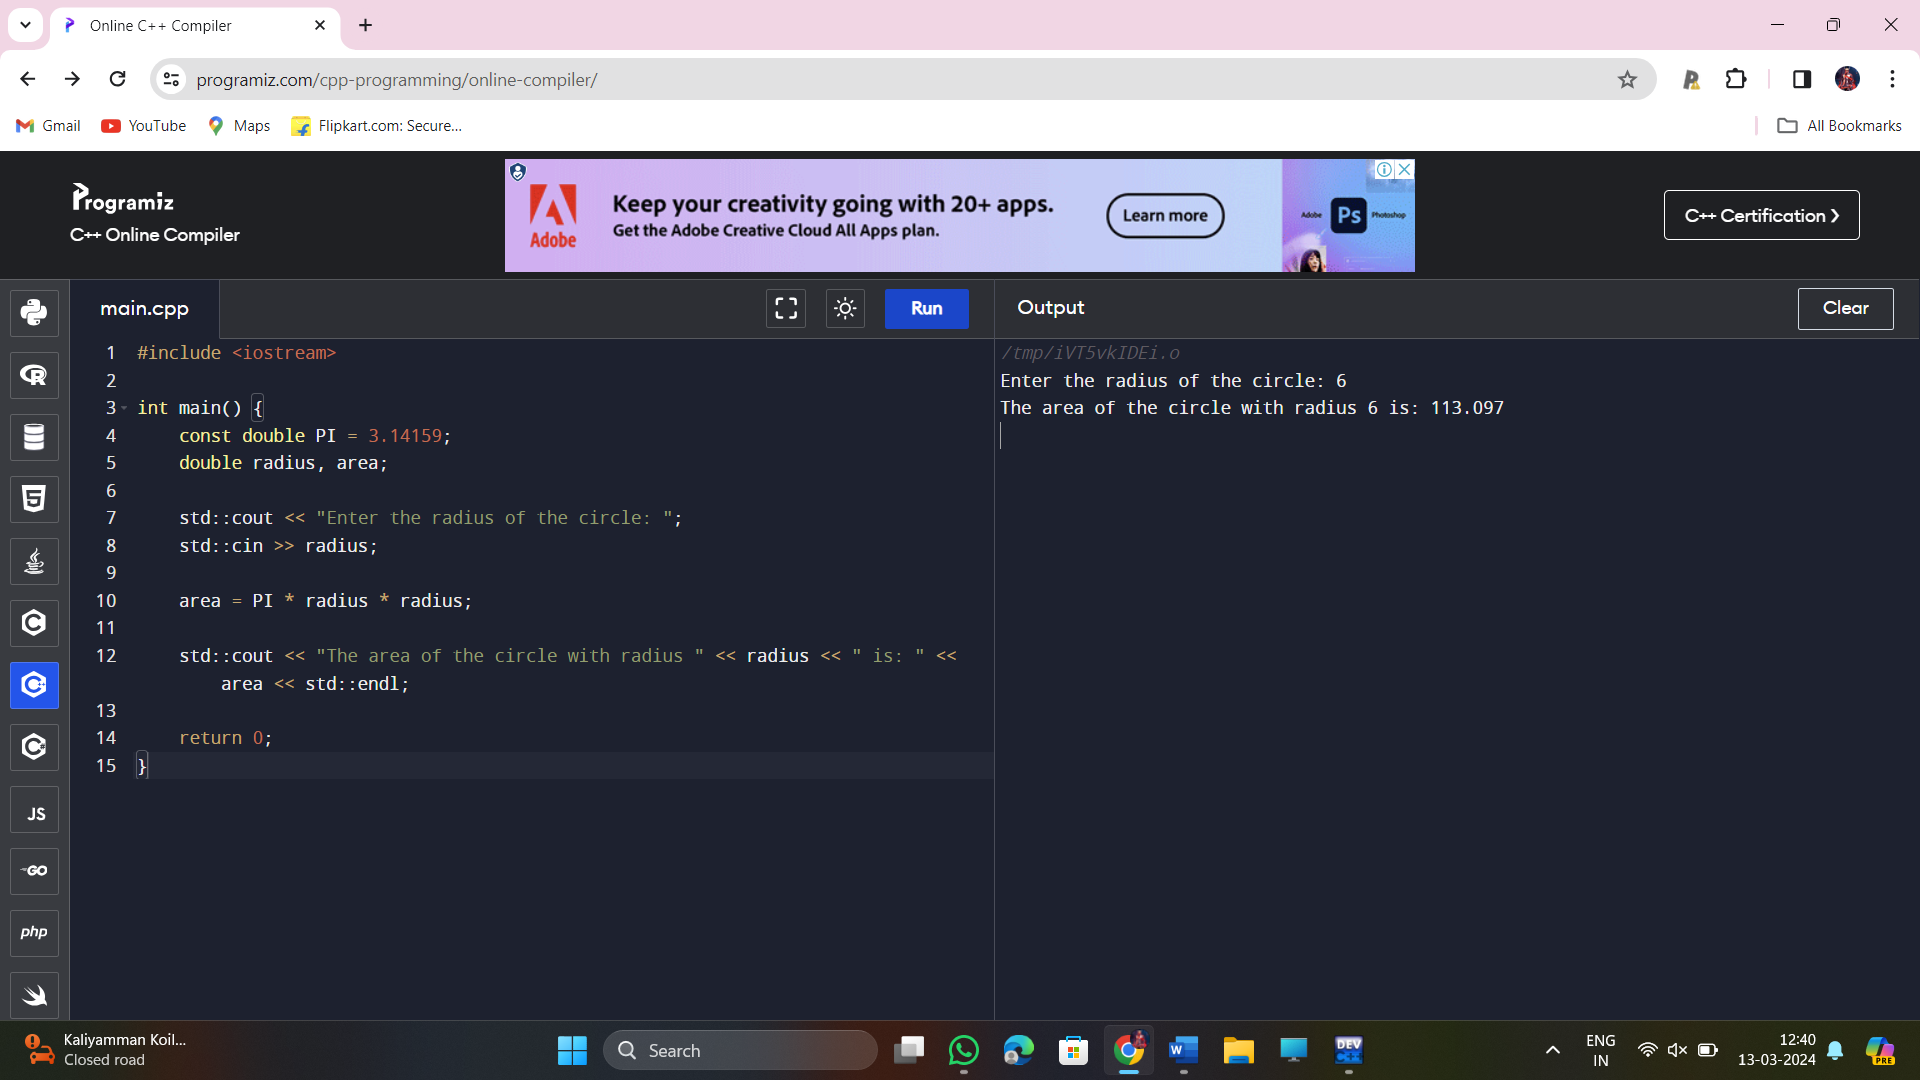 Online C++ Compiler
programiz.com/cpp-programming/online-compiler/
Gmail
YouTube
Maps
Flipkart.com: Secure...
All Bookmarks
Programiz
C++ Online Compiler
Adobe
Keep your creativity going with 20+ apps.
Get the Adobe Creative Cloud All Apps plan.
Learn more
Adobe
Ps
Photoshop
C++ Certification ❯
main.cpp
Run
Output
Clear
1 #include <iostream>
2
3 int main() {
4 const double PI = 3.14159;
5 double radius, area;
6
7 std::cout << "Enter the radius of the circle: ";
8 std::cin >> radius;
9
10 area = PI * radius * radius;
11
12 std::cout << "The area of the circle with radius " << radius << " is: " <<
area << std::endl;
13
14 return 0;
15 }
/tmp/iVT5vkIDEi.o
Enter the radius of the circle: 6
The area of the circle with radius 6 is: 113.097
R
5
C
C++
C#
JS
GO
php
Kaliyamman Koil...
Closed road
Search
W
DEV
C++
ENG
IN
12:40
13-03-2024
PRE